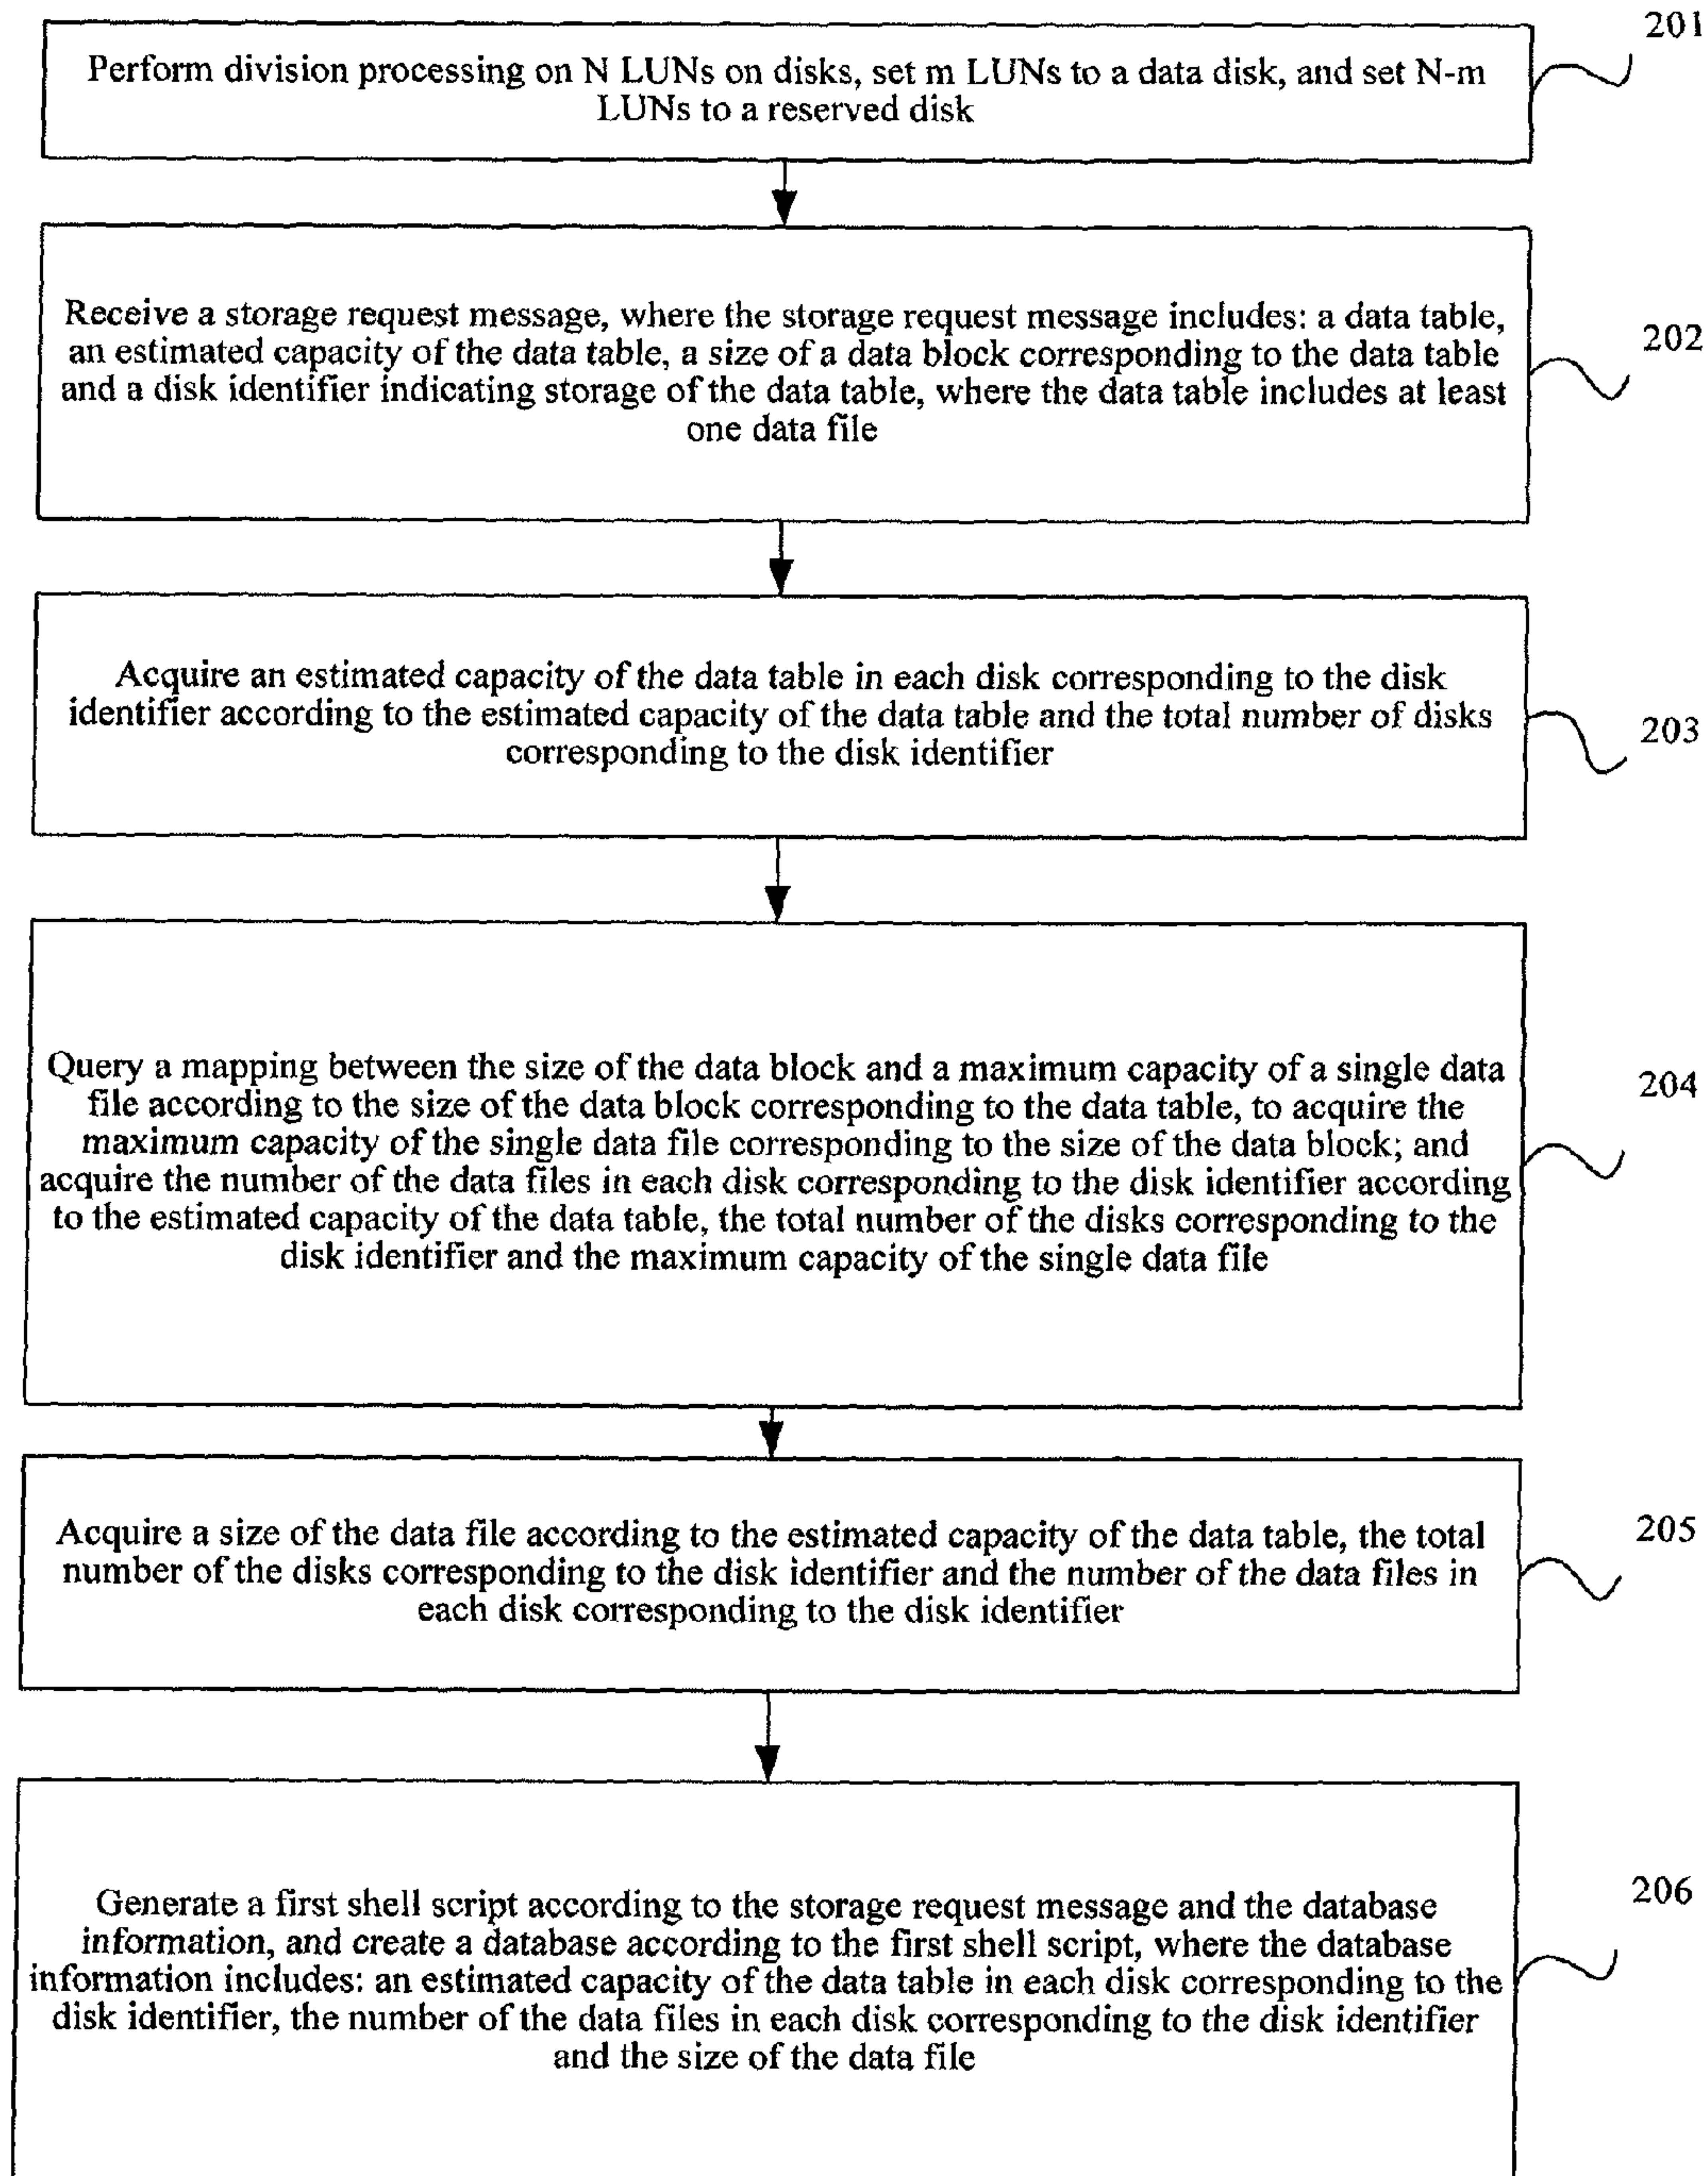 201
Perform division processing on N LUNs on disks, set m LUNs to a data disk, and set N-m
LUNs to a reserved disk
Receive a storage request message, where the storage request message includes: a data table,
an estimated capacity of the data table, a size of a data block corresponding to the data table
and a disk identifier indicating storage of the data table, where the data table includes at least
one data file
202
Acquire an estimated capacity of the data table in each disk corresponding to the disk
identifier according to the estimated capacity of the data table and the total number of disks
corresponding to the disk identifier
203
Query a mapping between the size of the data block and a maximum capacity of a single data
file according to the size of the data block corresponding to the data table, to acquire the
maximum capacity of the single data file corresponding to the size of the data block; and
acquire the number of the data files in each disk corresponding to the disk identifier according
to the estimated capacity of the data table, the total number of the disks corresponding to the
disk identifier and the maximum capacity of the single data file
204
Acquire a size of the data file according to the estimated capacity of the data table, the total
number of the disks corresponding to the disk identifier and the number of the data files in
each disk corresponding to the disk identifier
205
Generate a first shell script according to the storage request message and the database
information, and create a database according to the first shell script, where the database
information includes: an estimated capacity of the data table in each disk corresponding to the
disk identifier, the number of the data files in each disk corresponding to the disk identifier
and the size of the data file
206